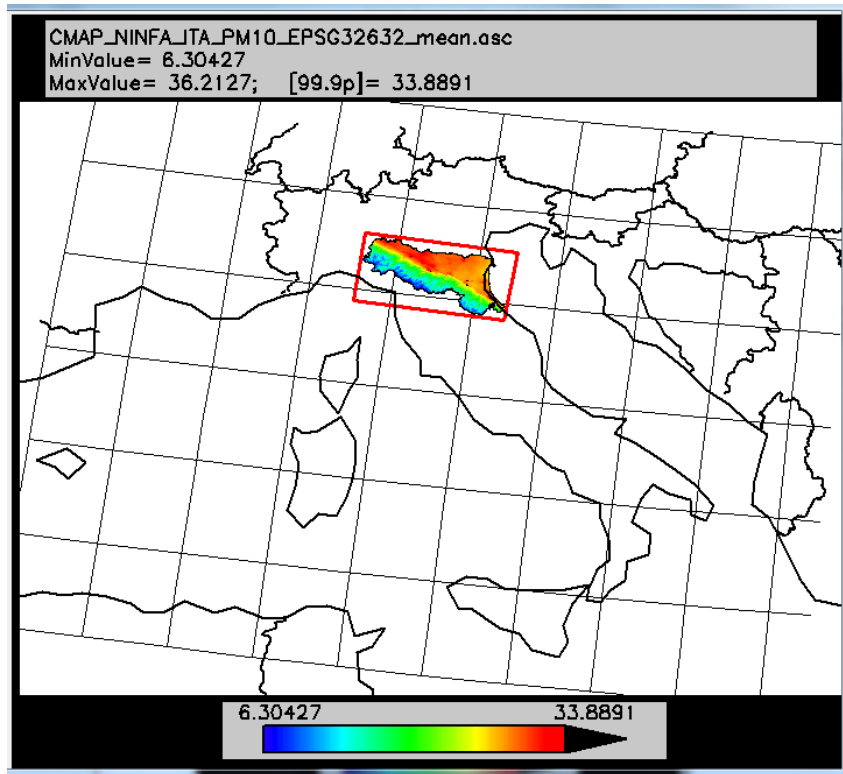 CMAP_NINFA_ITA_PM10_EPSG32632_mean.asc
MinValue= 6.30427
MaxValue= 36.2127; [99.9p]= 33.8891
6.30427 33.8891